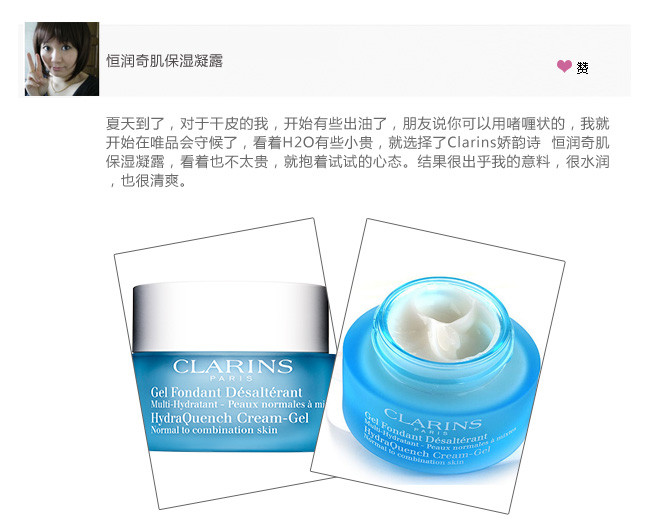 恒润奇肌保湿凝露
赞
夏天到了，对于干皮的我，开始有些出油了，朋友说你可以用啫喱状的，我就
开始在唯品会守候了，看着H2O有些小贵，就选择了Clarins娇韵诗 恒润奇肌
保湿凝露，看着也不太贵，就抱着试试的心态。结果很出乎我的意料，很水润
，也很清爽。
CLARINS
PARIS
Gel Fondant Désaltérant
Multi-Hydratant - Peaux normales à mi
HydraQuench Cream-Gel
Normal to combination skin
CLARINS
PARIS
Gel Fondant Désaltérant
Multi-Hydratant - Peaux normales à mixtes
HydraQuench Cream-Gel
Normal to combination skin